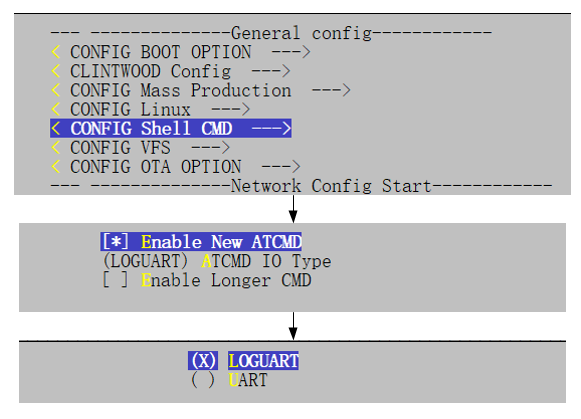 --- --------------General config------------
< CONFIG BOOT OPTION  --->
< CLINTWOOD Config  --->
< CONFIG Mass Production  --->
< CONFIG Linux  --->
< CONFIG Shell CMD  --->
< CONFIG VFS  --->
< CONFIG OTA OPTION  --->
--- --------------Network Config Start------------
[*] Enable New ATCMD
(LOGUART) ATCMD IO Type
[ ] Enable Longer CMD
(X) LOGUART
( ) UART